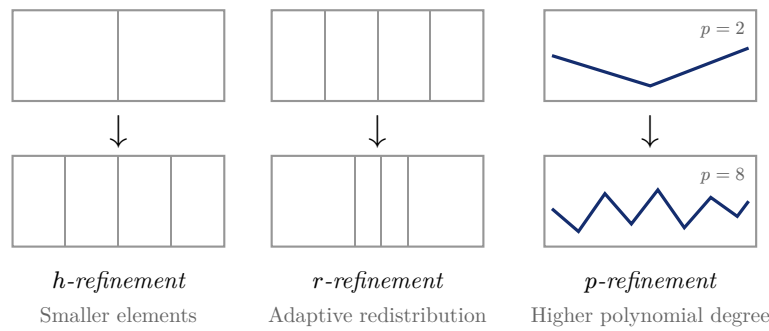 p = 2
p = 8
h-refinement
Smaller elements
r-refinement
Adaptive redistribution
p-refinement
Higher polynomial degree